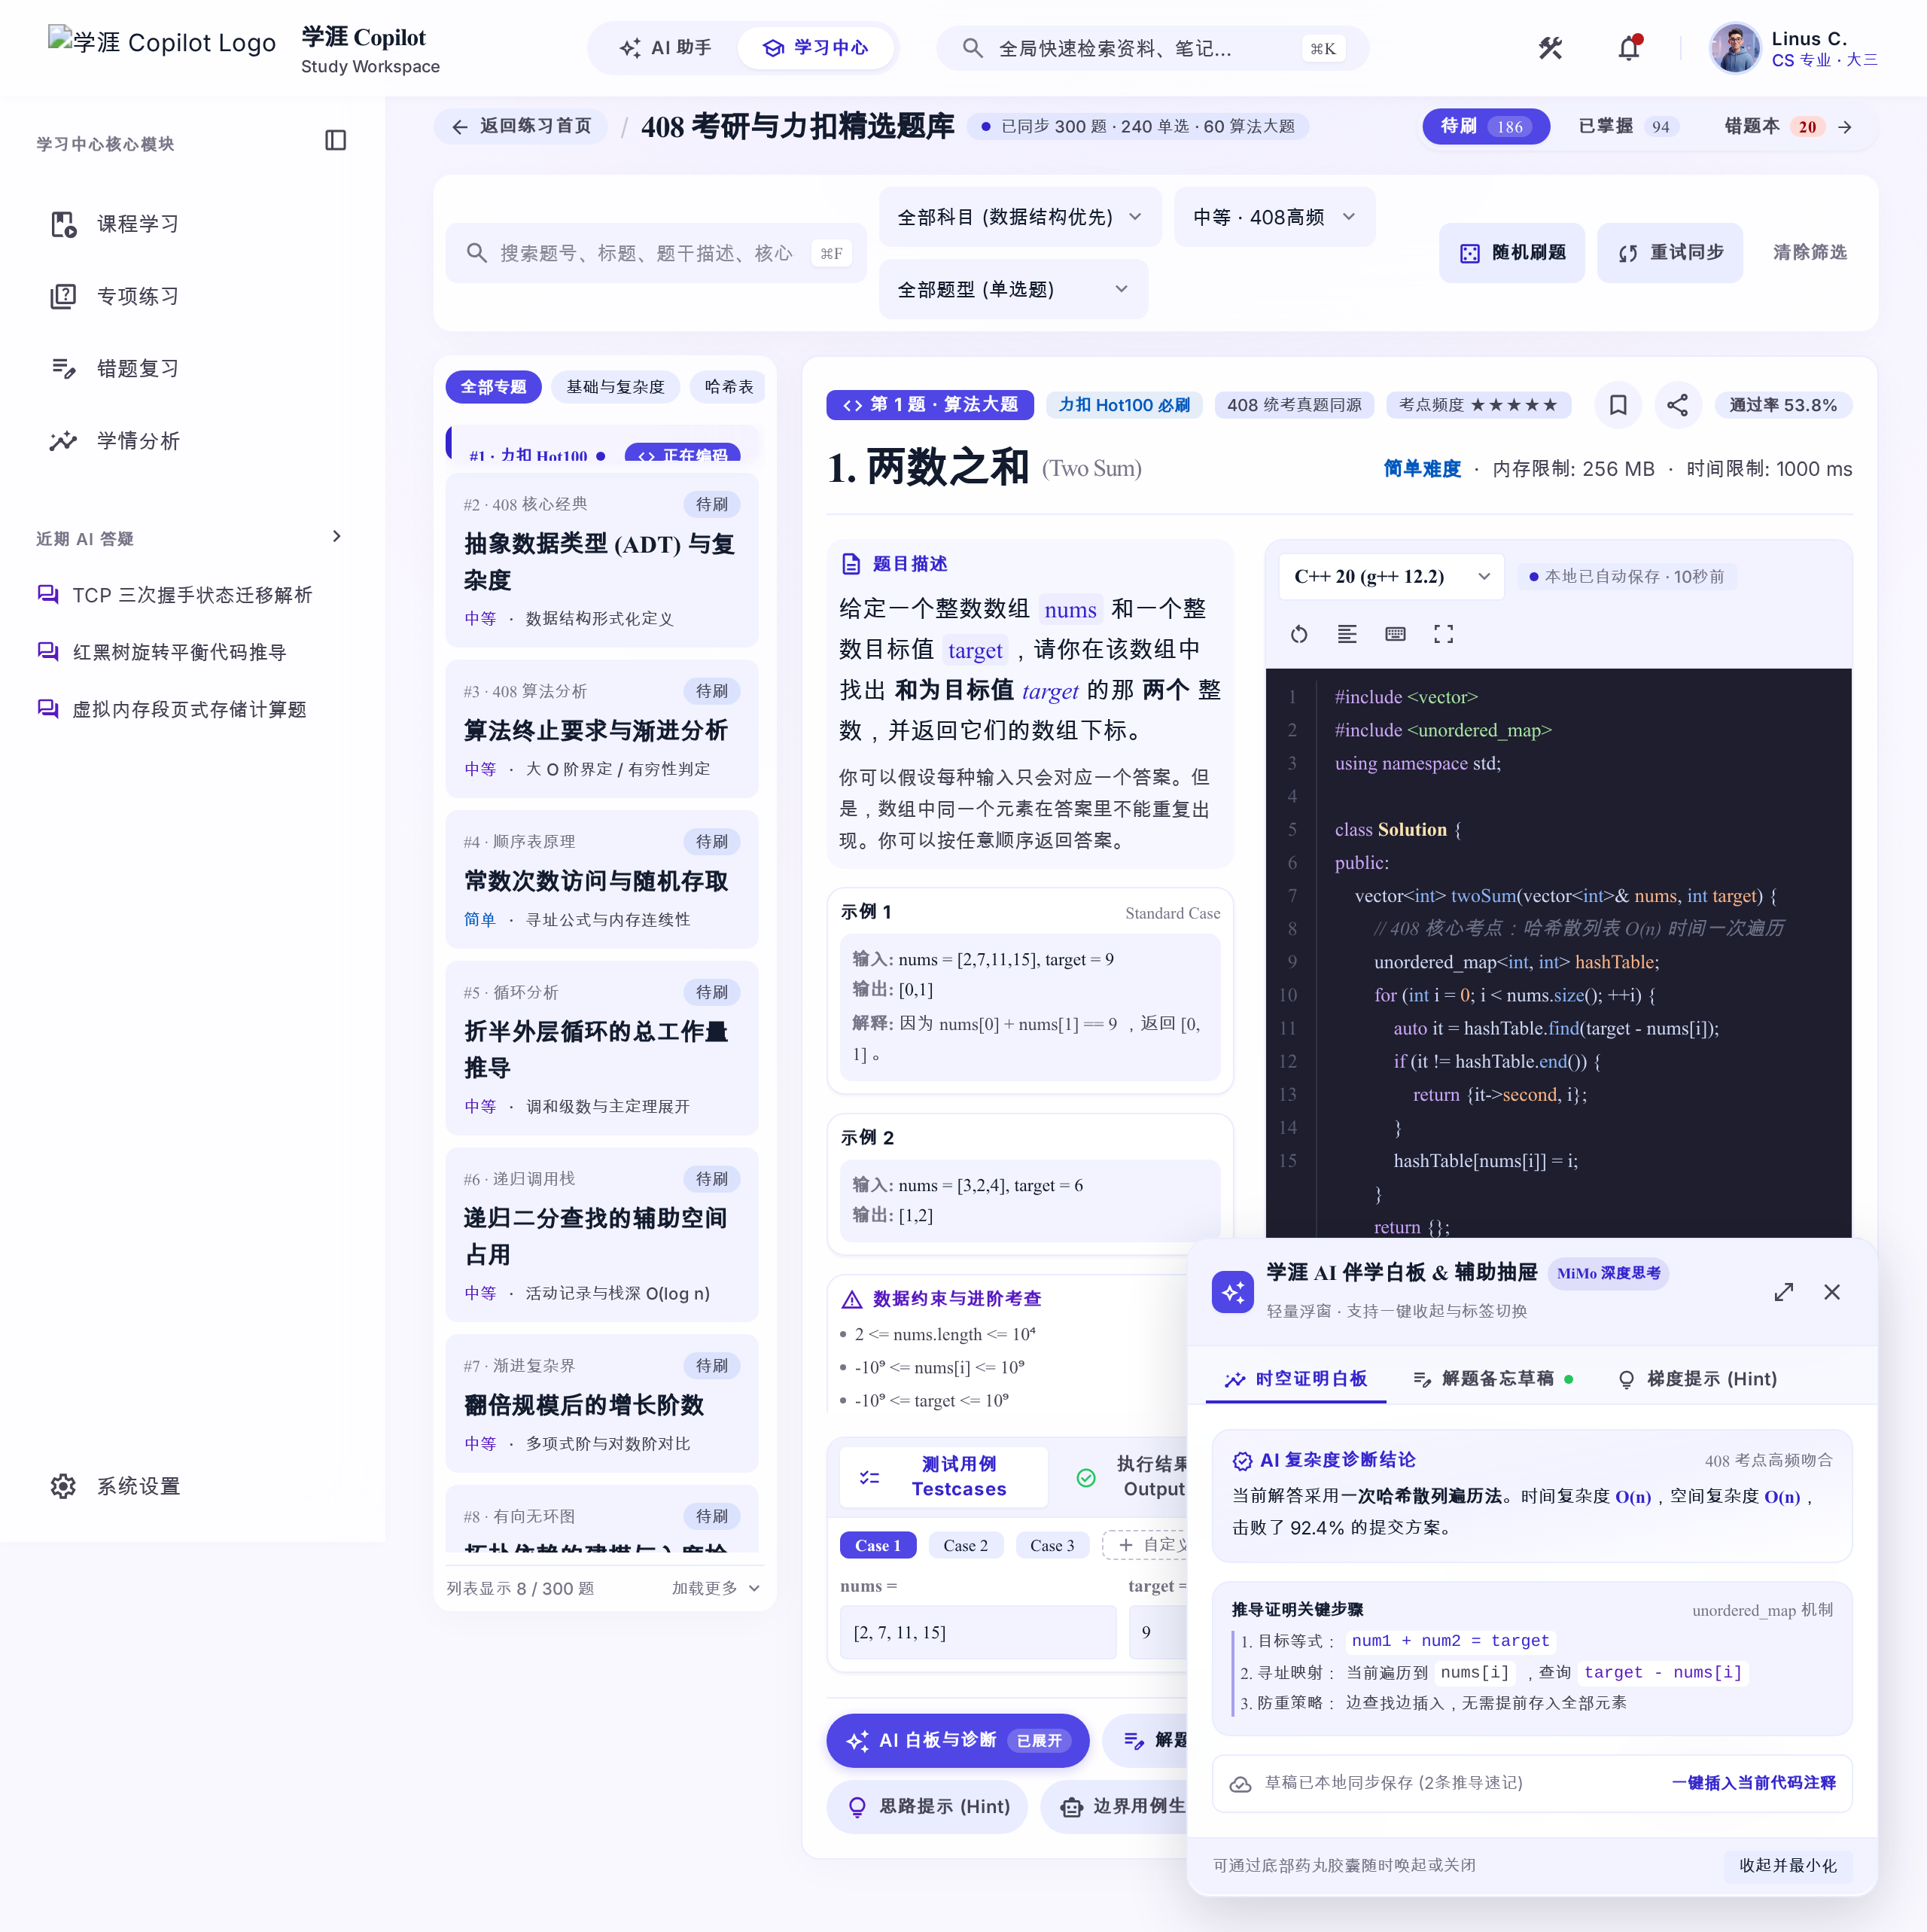 学涯 Copilot Logo
学涯 Copilot
Study Workspace
AI 助手
学习中心
全局快速检索资料、笔记...
⌘K
Linus C.
CS 专业 · 大三
学习中心核心模块
课程学习
专项练习
错题复习
学情分析
近期 AI 答疑
TCP 三次握手状态迁移解析
红黑树旋转平衡代码推导
虚拟内存段页式存储计算题
系统设置
返回练习首页
/
408 考研与力扣精选题库
已同步 300 题 · 240 单选 · 60 算法大题
待刷 186
已掌握 94
错题本 20
搜索题号、标题、题干描述、核心
⌘F
全部科目 (数据结构优先)
中等 · 408高频
全部题型 (单选题)
随机刷题
重试同步
清除筛选
全部专题
基础与复杂度
哈希表
#1 · 力扣 Hot100
正在编码
#2 · 408 核心经典
待刷
抽象数据类型 (ADT) 与复
杂度
中等 · 数据结构形式化定义
#3 · 408 算法分析
待刷
算法终止要求与渐进分析
中等 · 大 O 阶界定 / 有穷性判定
#4 · 顺序表原理
待刷
常数次数访问与随机存取
简单 · 寻址公式与内存连续性
#5 · 循环分析
待刷
折半外层循环的总工作量
推导
中等 · 调和级数与主定理展开
#6 · 递归调用栈
待刷
递归二分查找的辅助空间
占用
中等 · 活动记录与栈深 O(log n)
#7 · 渐进复杂界
待刷
翻倍规模后的增长阶数
中等 · 多项式阶与对数阶对比
#8 · 有向无环图
待刷
拓扑依赖的建模与入度检
列表显示 8 / 300 题
加载更多
第 1 题 · 算法大题
力扣 Hot100 必刷
408 统考真题同源
考点频度 ★★★★★
通过率 53.8%
1. 两数之和 (Two Sum)
简单难度 · 内存限制: 256 MB · 时间限制: 1000 ms
题目描述
给定一个整数数组 nums 和一个整
数目标值 target ，请你在该数组中
找出 和为目标值 target 的那 两个 整
数，并返回它们的数组下标。
你可以假设每种输入只会对应一个答案。但
是，数组中同一个元素在答案里不能重复出
现。你可以按任意顺序返回答案。
示例 1
Standard Case
输入: nums = [2,7,11,15], target = 9
输出: [0,1]
解释: 因为 nums[0] + nums[1] == 9 ，返回 [0,
1] 。
示例 2
输入: nums = [3,2,4], target = 6
输出: [1,2]
数据约束与进阶考查
2 <= nums.length <= 10⁴
-10⁹ <= nums[i] <= 10⁹
-10⁹ <= target <= 10⁹
测试用例
Testcases
执行结果
Output
Case 1
Case 2
Case 3
+ 自定义
nums =
target =
[2, 7, 11, 15]
9
AI 白板与诊断 已展开
解题
思路提示 (Hint)
边界用例生
C++ 20 (g++ 12.2)
本地已自动保存 · 10秒前
1 #include <vector>
2 #include <unordered_map>
3 using namespace std;
4
5 class Solution {
6 public:
7 vector<int> twoSum(vector<int>& nums, int target) {
8 // 408 核心考点：哈希散列表 O(n) 时间一次遍历
9 unordered_map<int, int> hashTable;
10 for (int i = 0; i < nums.size(); ++i) {
11 auto it = hashTable.find(target - nums[i]);
12 if (it != hashTable.end()) {
13 return {it->second, i};
14 }
15 hashTable[nums[i]] = i;
}
return {};
学涯 AI 伴学白板 & 辅助抽屉
MiMo 深度思考
轻量浮窗 · 支持一键收起与标签切换
时空证明白板
解题备忘草稿
梯度提示 (Hint)
AI 复杂度诊断结论
408 考点高频吻合
当前解答采用一次哈希散列遍历法。时间复杂度 O(n)，空间复杂度 O(n)，
击败了 92.4% 的提交方案。
推导证明关键步骤
unordered_map 机制
1. 目标等式： num1 + num2 = target
2. 寻址映射： 当前遍历到 nums[i] ，查询 target - nums[i]
3. 防重策略： 边查找边插入，无需提前存入全部元素
草稿已本地同步保存 (2条推导速记)
一键插入当前代码注释
可通过底部药丸胶囊随时唤起或关闭
收起并最小化